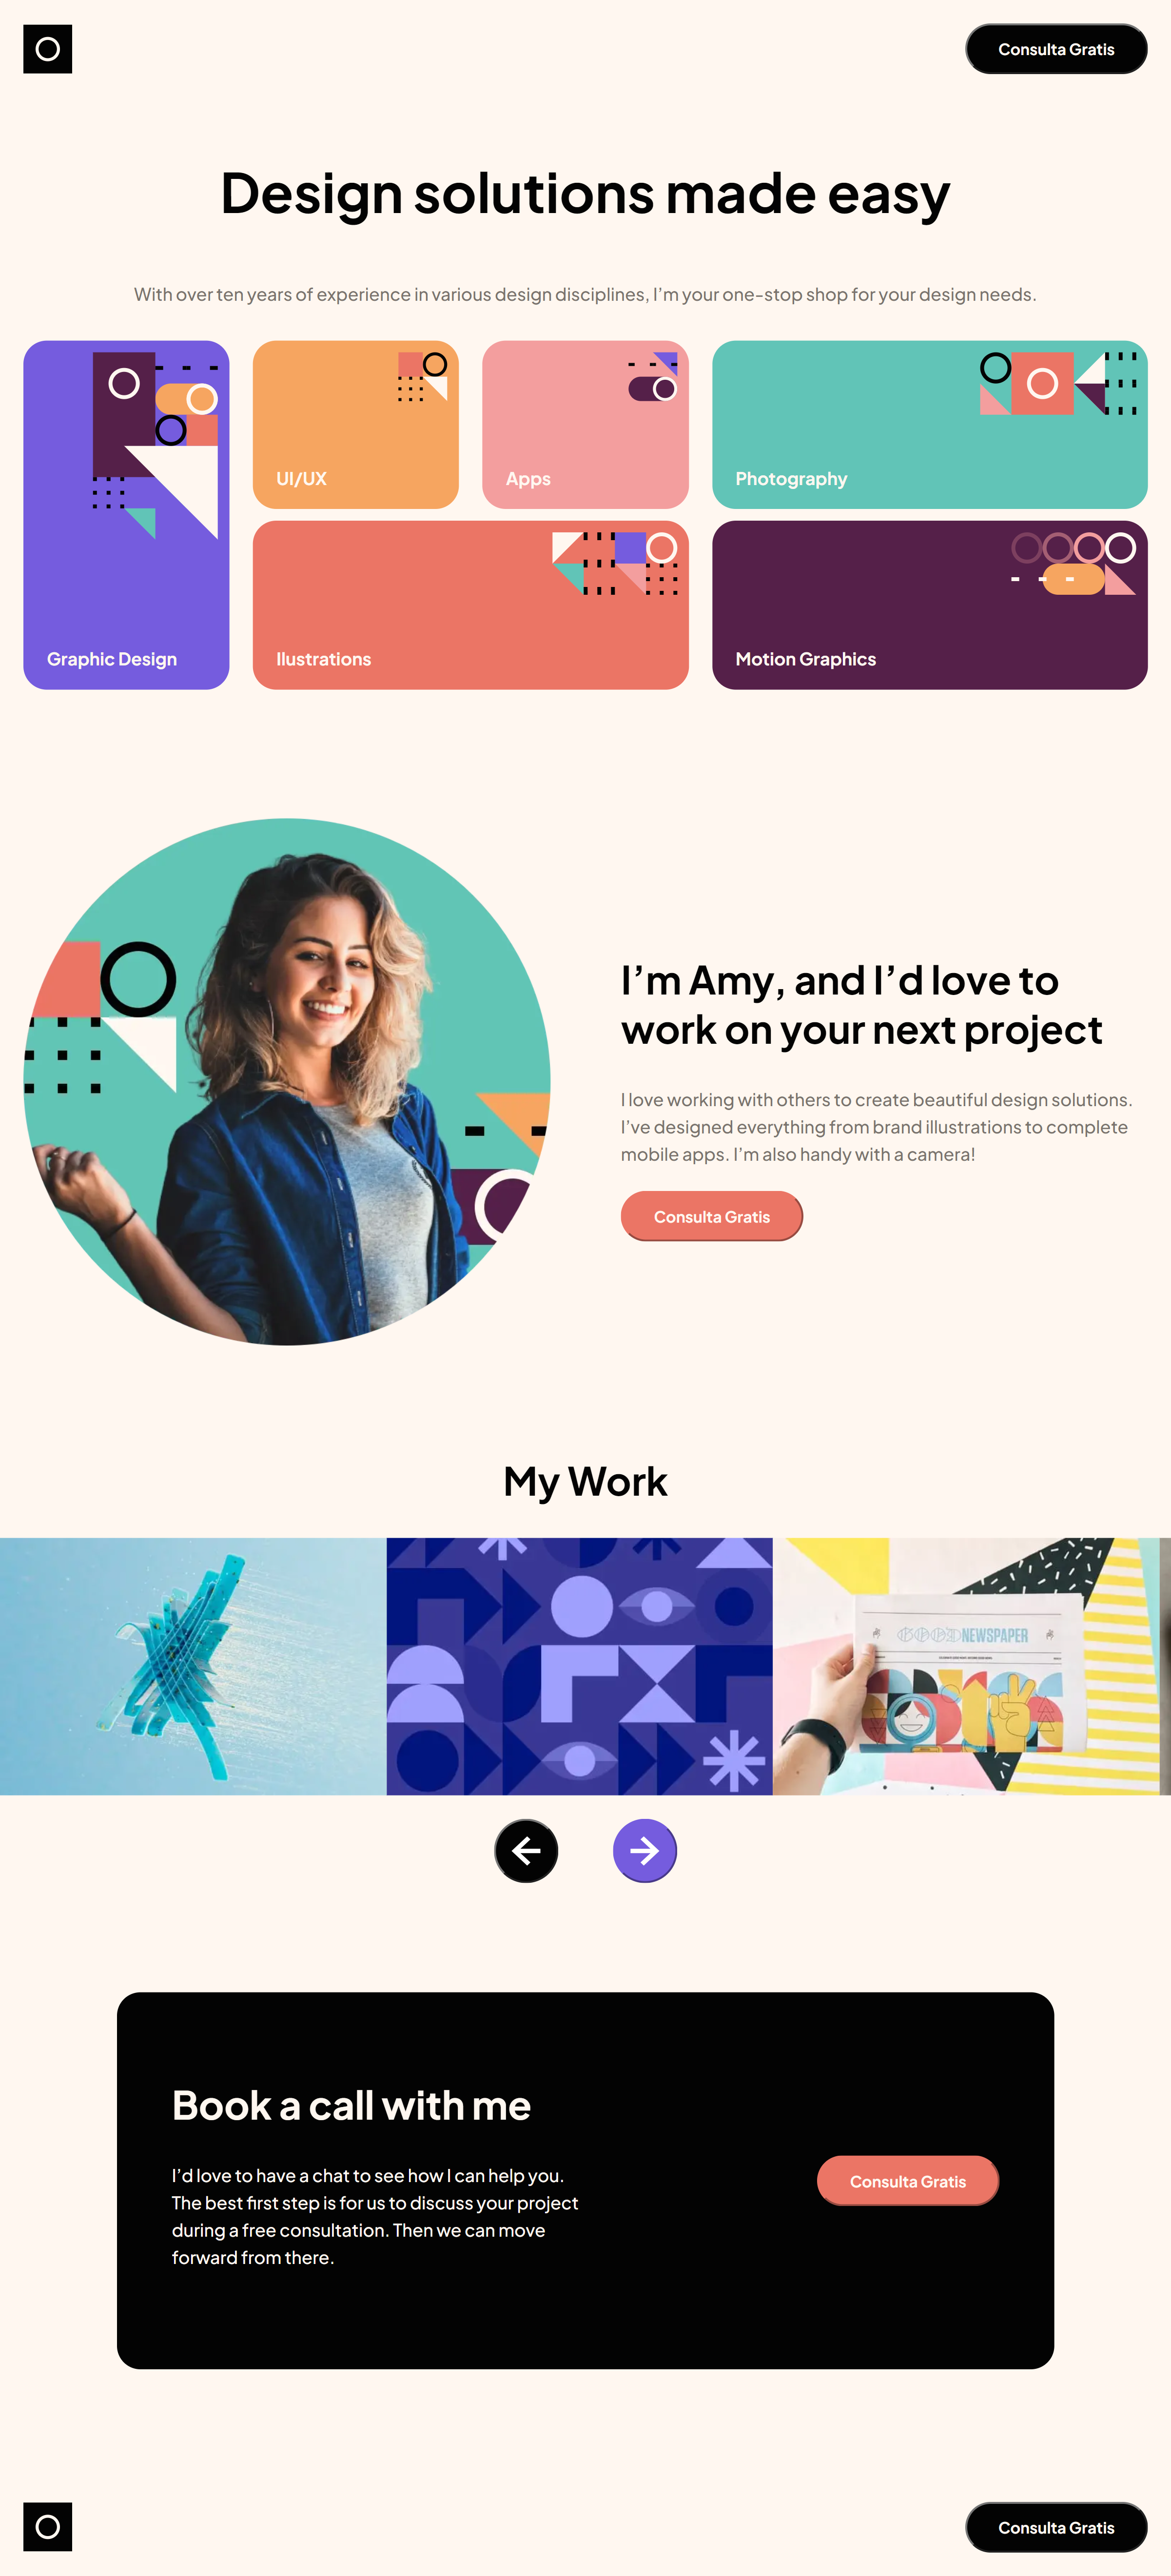 Consulta Gratis
Design solutions made easy
With over ten years of experience in various design disciplines, I’m your one-stop shop for your design needs.
Graphic Design
UI/UX
Apps
Photography
Ilustrations
Motion Graphics
I’m Amy, and I’d love to
work on your next project
I love working with others to create beautiful design solutions.
I’ve designed everything from brand illustrations to complete
mobile apps. I’m also handy with a camera!
Consulta Gratis
My Work
GOOD NEWSPAPER
Book a call with me
I’d love to have a chat to see how I can help you.
The best first step is for us to discuss your project
during a free consultation. Then we can move
forward from there.
Consulta Gratis
Consulta Gratis